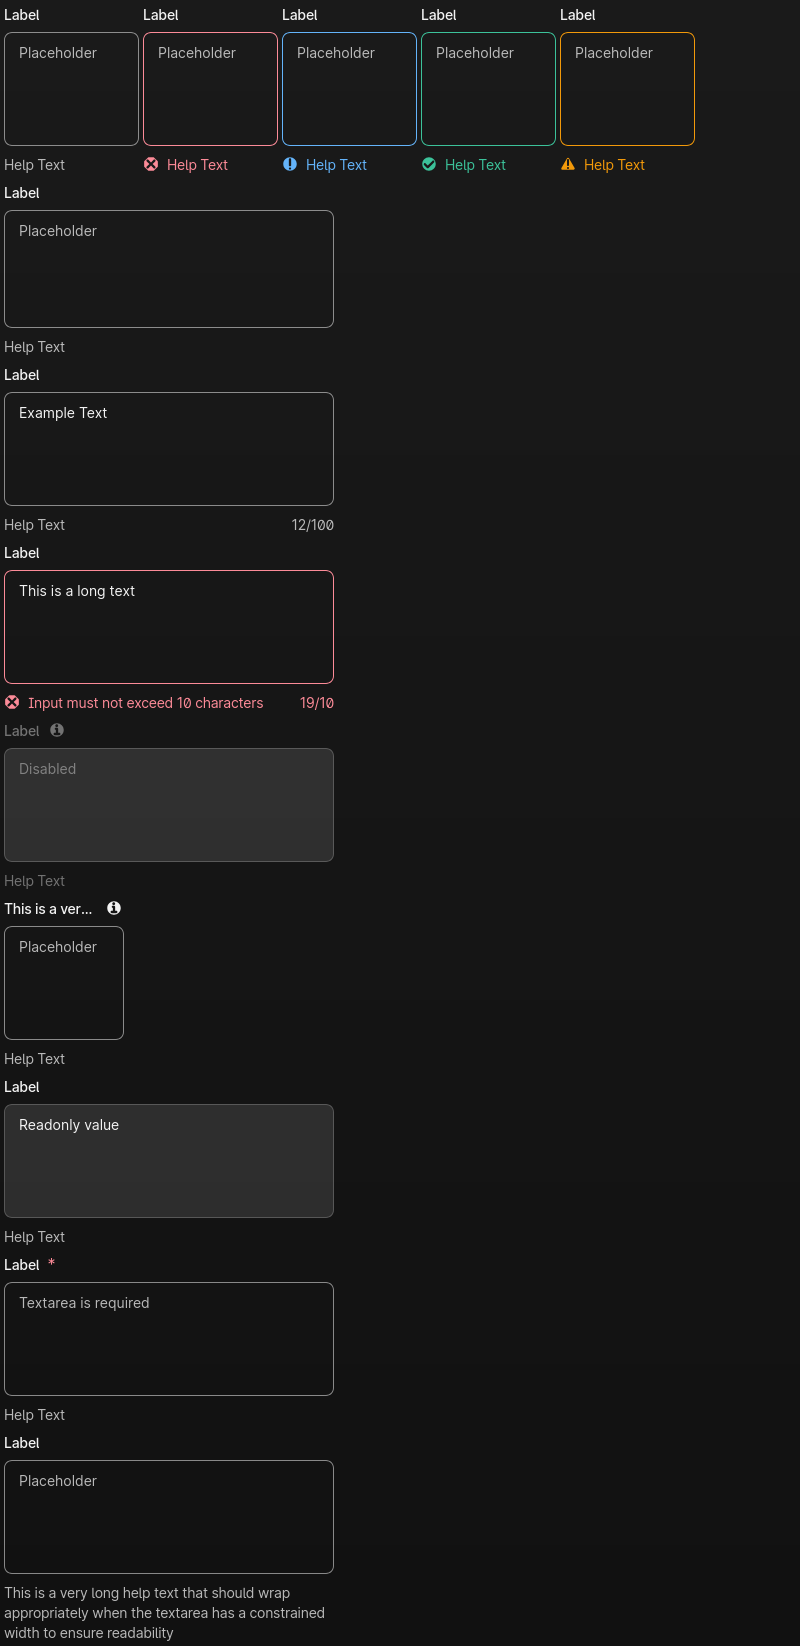 Label Label Label Label Label
Placeholder Placeholder Placeholder Placeholder Placeholder
Help Text Help Text Help Text Help Text Help Text
Label
Placeholder
Help Text
Label
Example Text
Help Text 12/100
Label
This is a long text
Input must not exceed 10 characters 19/10
Label
Disabled
Help Text
This is a ver...
Placeholder
Help Text
Label
Readonly value
Help Text
Label *
Textarea is required
Help Text
Label
Placeholder
This is a very long help text that should wrap
appropriately when the textarea has a constrained
width to ensure readability